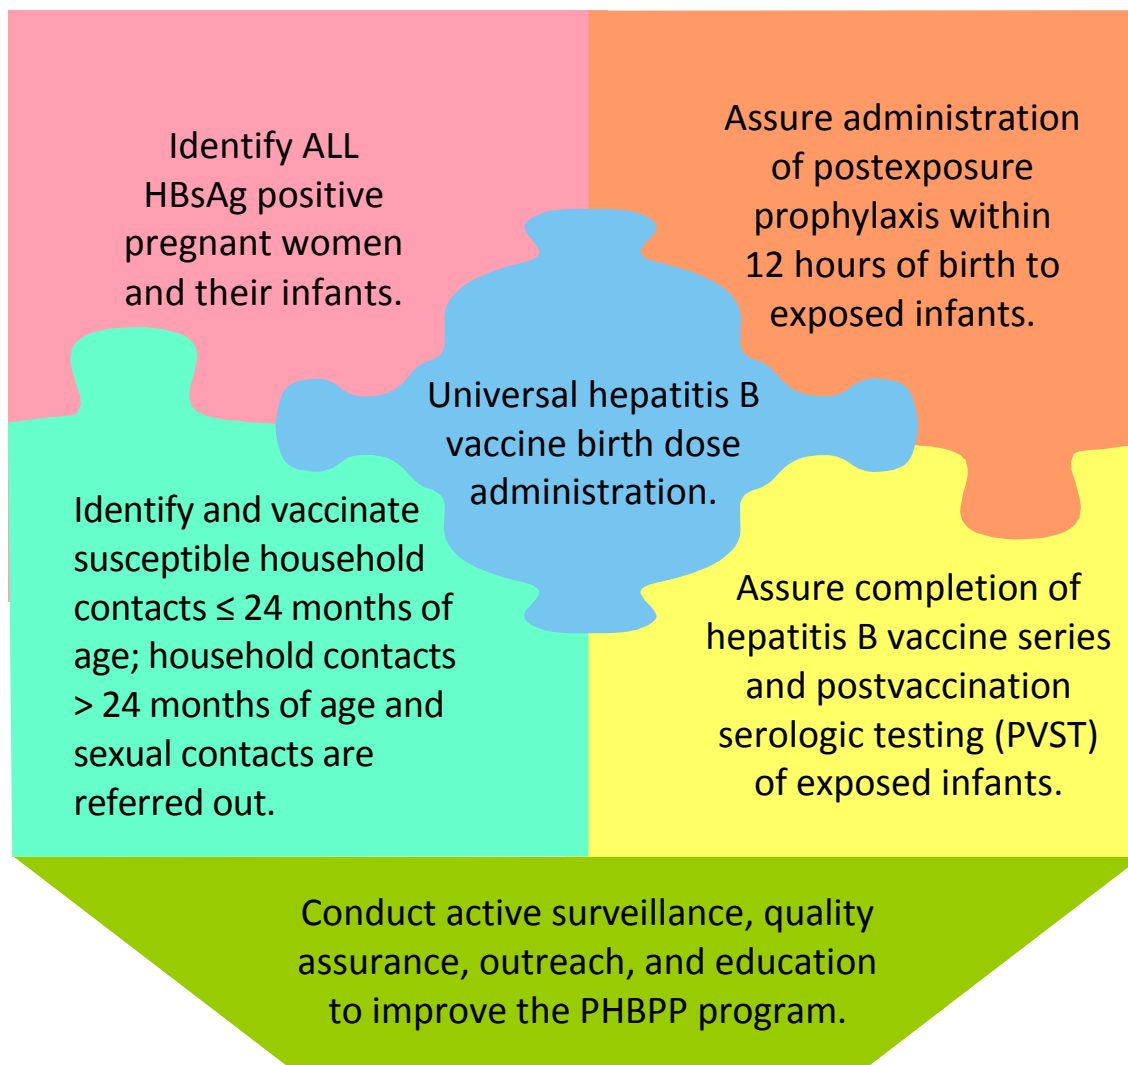 Identify ALL
HBsAg positive
pregnant women
and their infants.
Assure administration
of postexposure
prophylaxis within
12 hours of birth to
exposed infants.
Universal hepatitis B
vaccine birth dose
administration.
Identify and vaccinate
susceptible household
contacts ≤ 24 months of
age; household contacts
> 24 months of age and
sexual contacts are
referred out.
Assure completion of
hepatitis B vaccine series
and postvaccination
serologic testing (PVST)
of exposed infants.
Conduct active surveillance, quality
assurance, outreach, and education
to improve the PHBPP program.